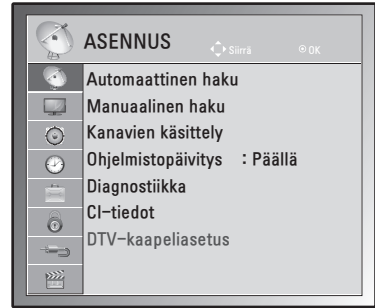 ASENNUS
Siirrä
OK
Automaattinen haku
Manuaalinen haku
Kanavien käsittely
Ohjelmistopäivitys : Päällä
Diagnostiikka
CI-tiedot
DTV-kaapeliasetus